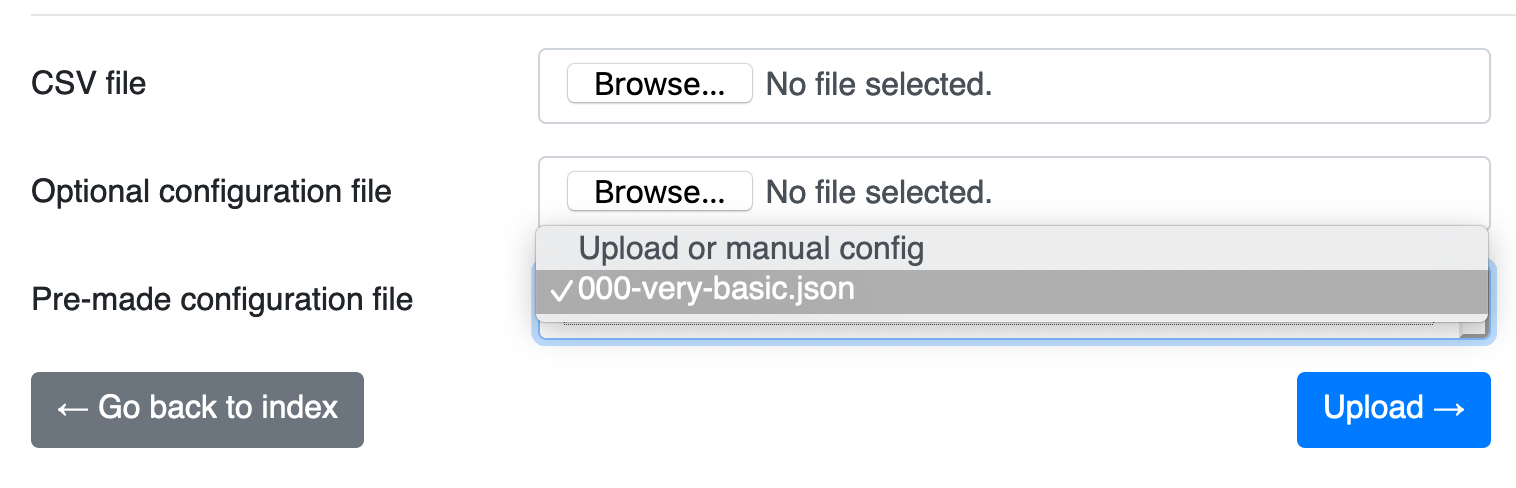 CSV file
Browse... No file selected.
Optional configuration file
Browse... No file selected.
Upload or manual config
Pre-made configuration file
✓000-very-basic.json
← Go back to index
Upload →